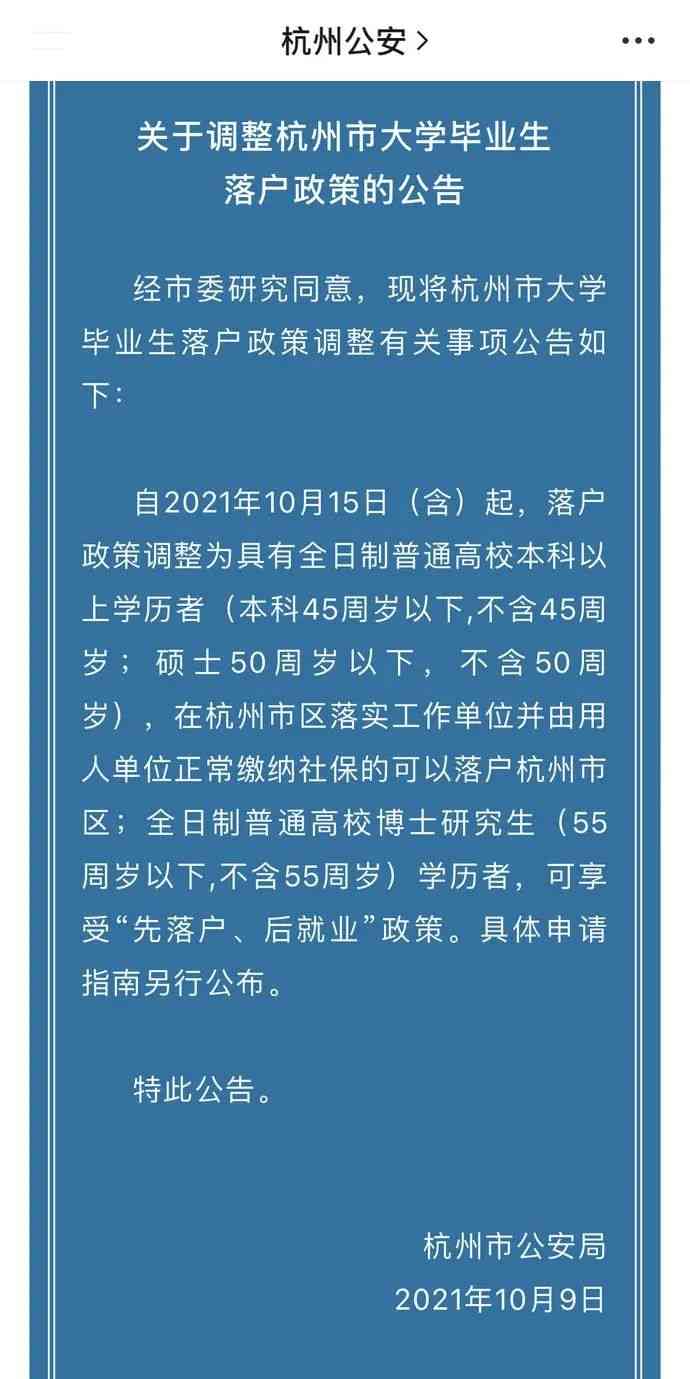 杭州公安
关于调整杭州市大学毕业生
落户政策的公告
经市委研究同意，现将杭州市大学
毕业生落户政策调整有关事项公告如
下：
自2021年10月15日（含）起，落户
政策调整为具有全日制普通高校本科以
上学历者（本科45周岁以下,不含45周
岁；硕士50周岁以下，不含50周
岁），在杭州市区落实工作单位并由用
人单位正常缴纳社保的可以落户杭州市
区；全日制普通高校博士研究生（55
周岁以下,不含55周岁）学历者，可享
受“先落户、后就业”政策。具体申请
指南另行公布。
特此公告。
杭州市公安局
2021年10月9日